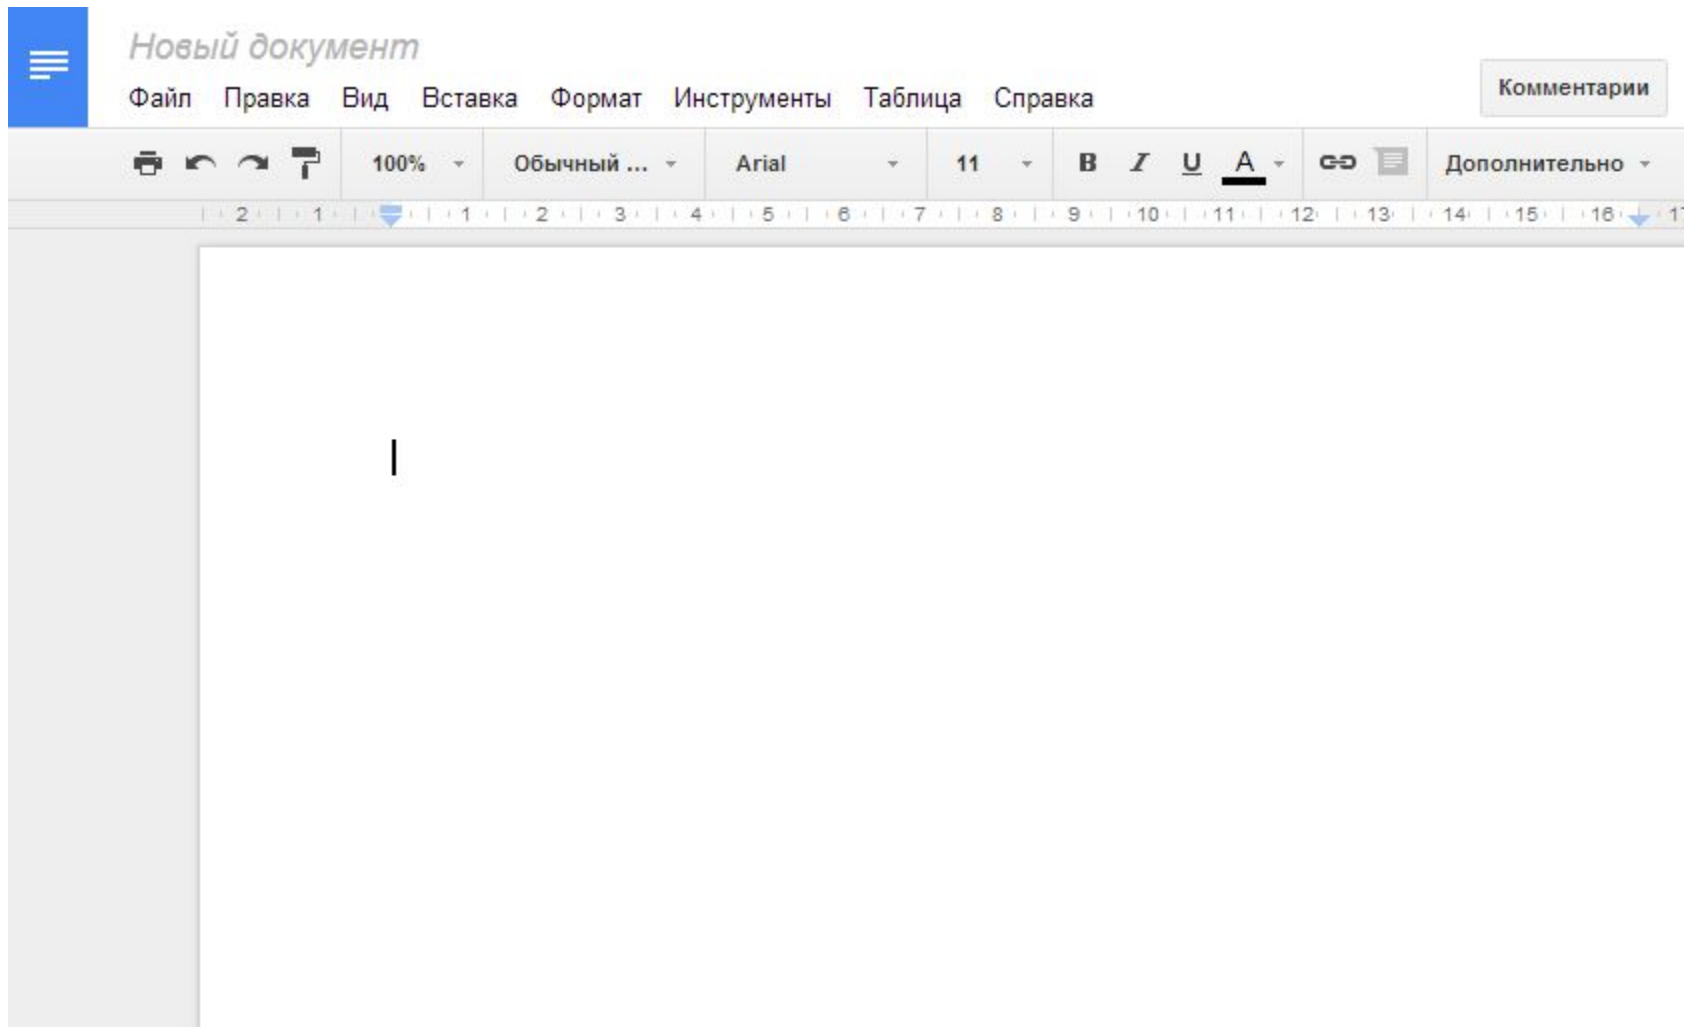 Новый документ
Файл Правка Вид Вставка Формат Инструменты Таблица Справка
Комментарии
100% Обычный ... Arial 11 B I U A Дополнительно
2 1 1 2 3 4 5 6 7 8 9 10 11 12 13 14 15 16 17